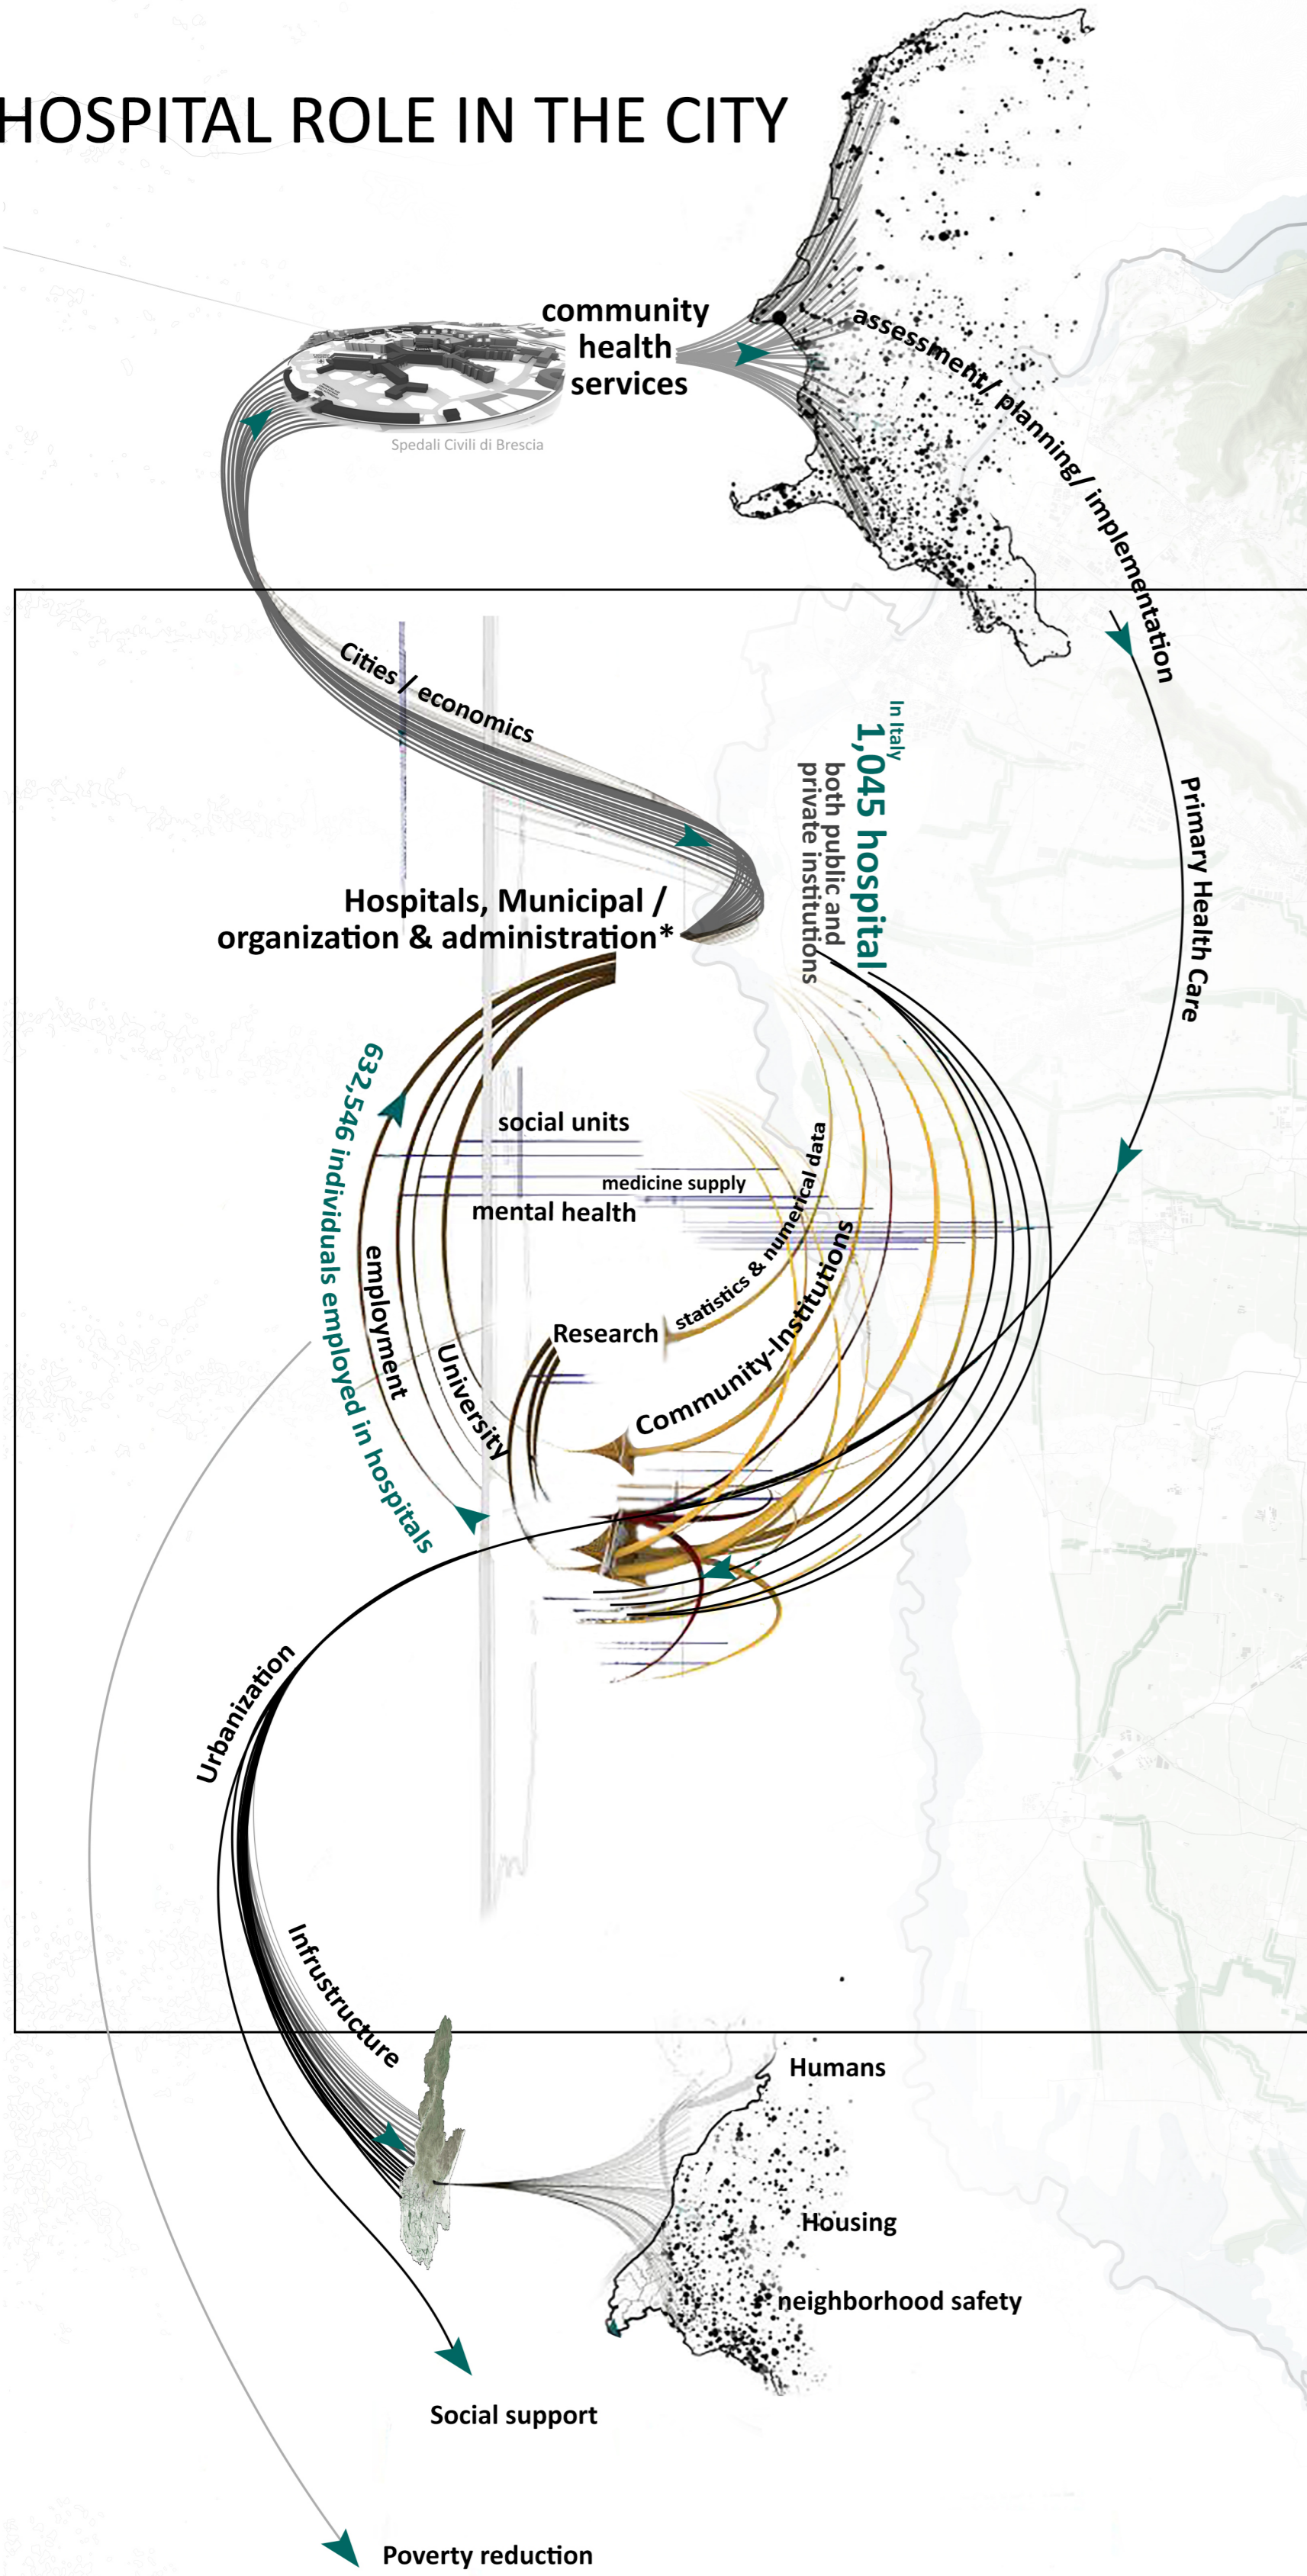 HOSPITAL ROLE IN THE CITY
community
health
services
Spedali Civili di Brescia
assessment/ planning/ implementation
Cities / economics
In Italy
1,045 hospital
both public and
private institutions
Primary Health Care
Hospitals, Municipal /
organization & administration*
632,546 individuals employed in hospitals
employment
University
social units
medicine supply
mental health
statistics & numerical data
Research
Community-Institutions
Urbanization
Infrustructure
Humans
Housing
neighborhood safety
Social support
Poverty reduction